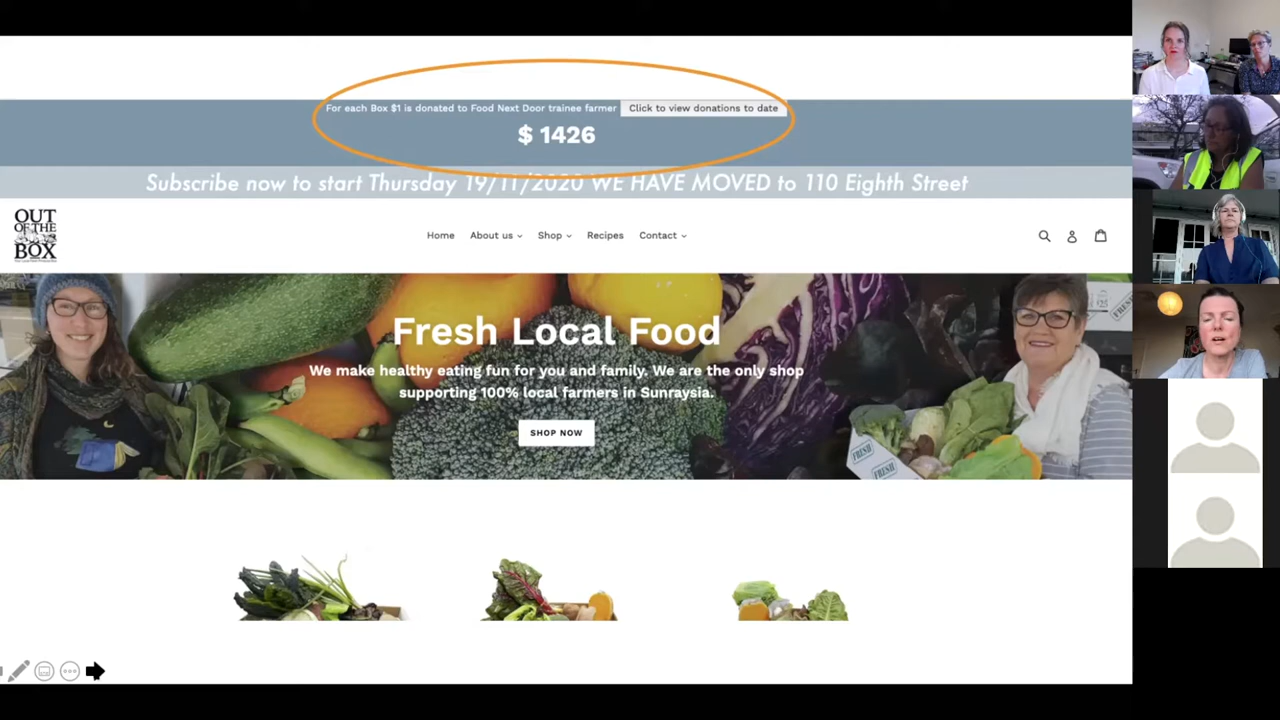 For each Box $1 is donated to Food Next Door trainee farmer Click to view donations to date
$ 1426
Subscribe now to start Thursday 19/11/2020 WE HAVE MOVED to 110 Eighth Street
OUT
OF THE
BOX
Home About us Shop Recipes Contact
Fresh Local Food
We make healthy eating fun for you and family. We are the only shop
supporting 100% local farmers in Sunraysia.
SHOP NOW
FRESH
FRESH
FRESH